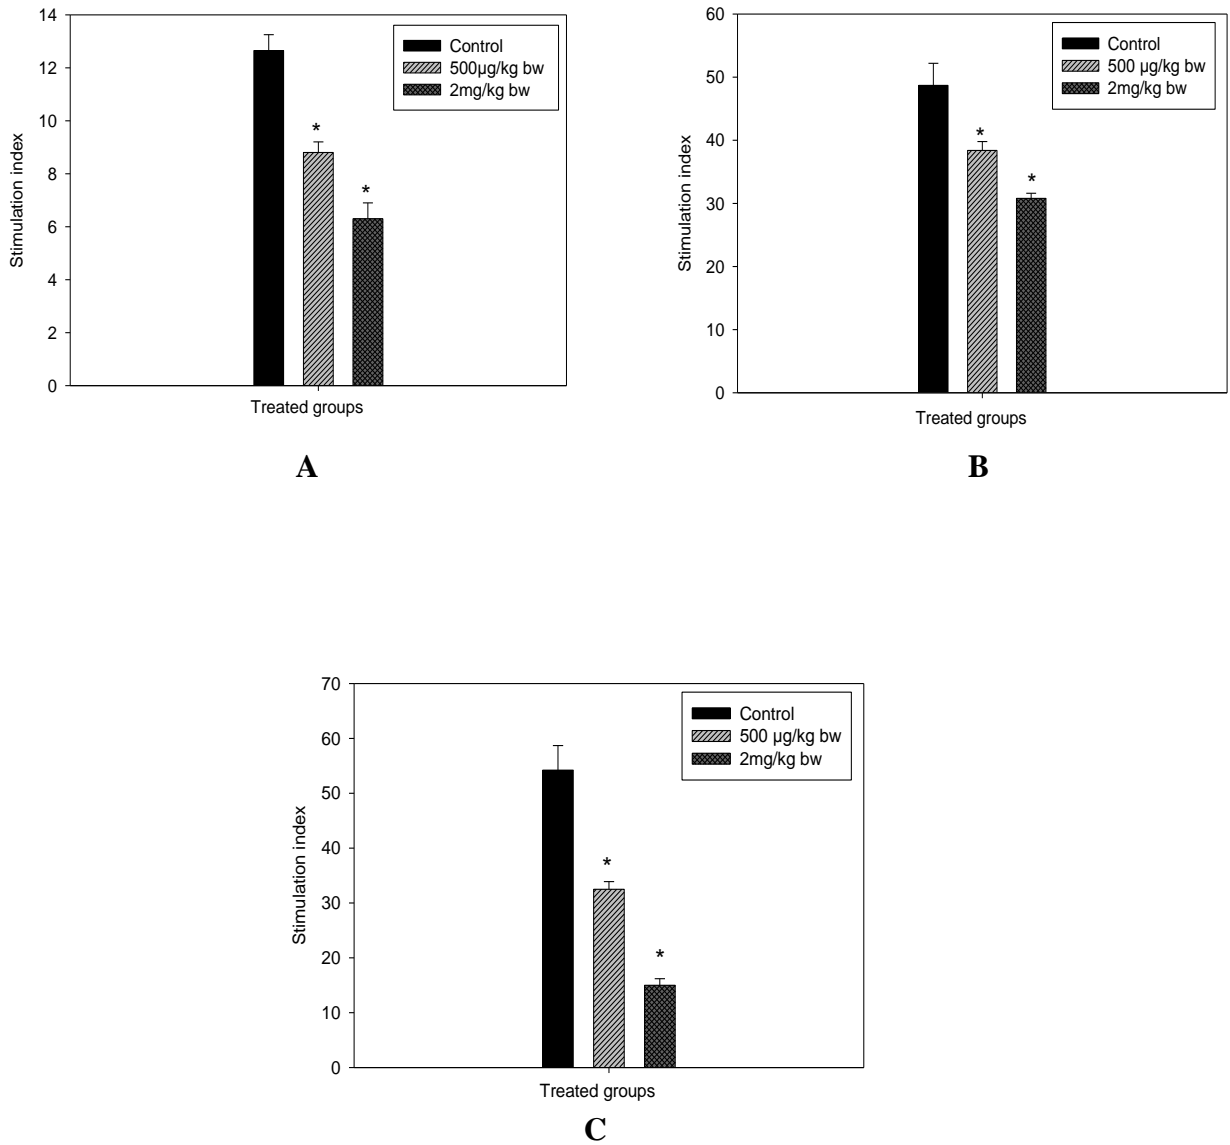 14
12
10
8
6
4
2
0
Stimulation index
Control
500µg/kg bw
2mg/kg bw
*
*
Treated groups
A
60
50
40
30
20
10
0
Stimulation index
Control
500 µg/kg bw
2mg/kg bw
*
*
Treated groups
B
70
60
50
40
30
20
10
0
Stimulation index
Control
500 µg/kg bw
2mg/kg bw
*
*
Treated groups
C